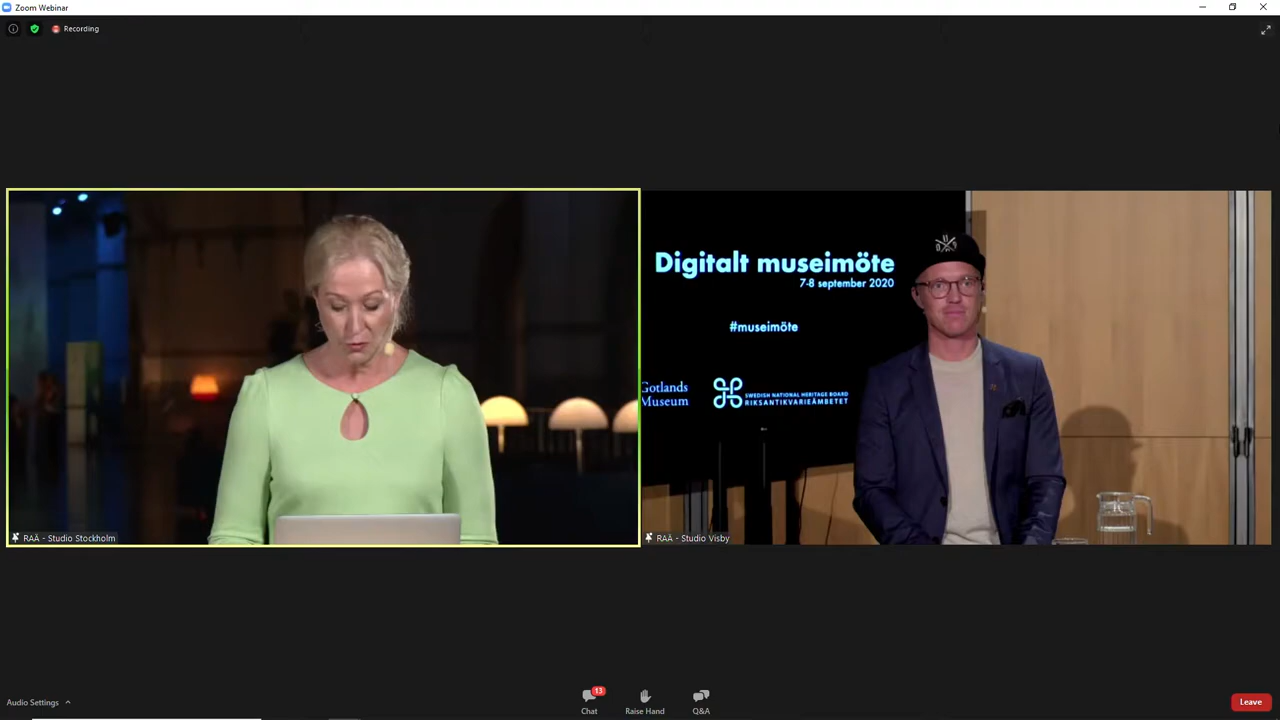 Zoom Webinar
Recording
Digitalt museimöte
7-8 september 2020
#museimöte
Gotlands
Museum
SWEDISH NATIONAL HERITAGE BOARD
RIKSANTIKVARIEÄMBETET
RAÄ - Studio Stockholm
RAÄ - Studio Visby
Audio Settings
13
Chat
Raise Hand
Q&A
Leave